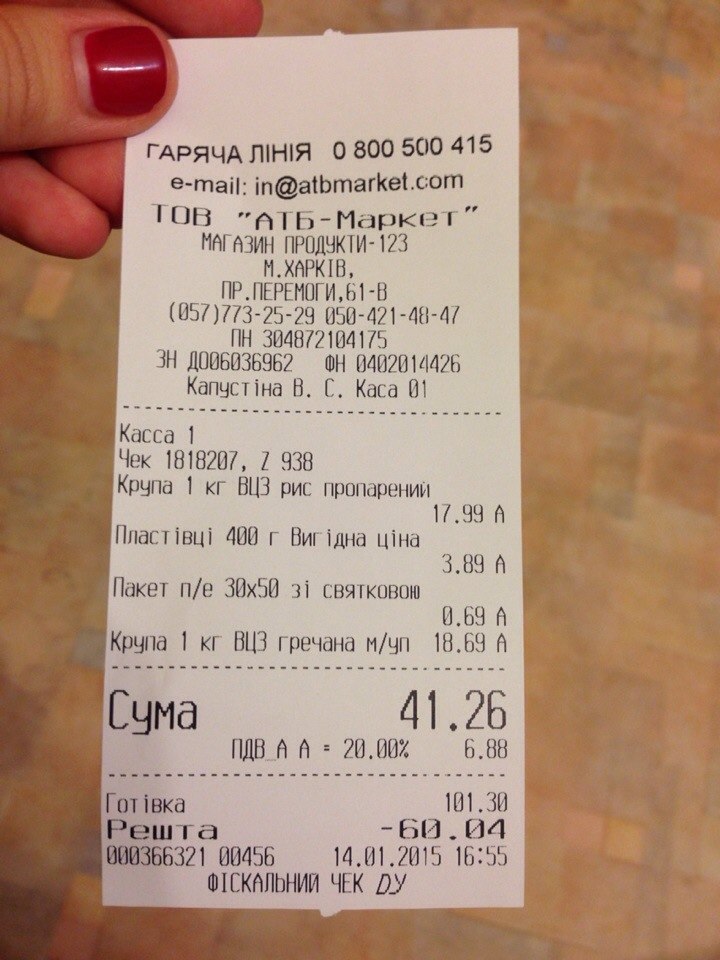 ГАРЯЧА ЛІНІЯ 0 800 500 415
e-mail: in@atbmarket.com
ТОВ "АТБ-Маркет"
МАГАЗИН ПРОДУКТИ-123
М.ХАРКІВ,
ПР.ПЕРЕМОГИ,61-В
(057)773-25-29 050-421-48-47
ПН 304872104175
ЗН ДО06036962 ФН 0402014426
Капустіна В. С. Каса 01
Касса 1
Чек 1818207, Z 938
Крупа 1 кг ВЦЗ рис пропарений
17.99 А
Пластівці 400 г Вигідна ціна
3.89 А
Пакет п/е 30х50 зі святковою
0.69 А
Крупа 1 кг ВЦЗ гречана м/уп 18.69 А
Сума 41.26
ПДВ_А А = 20.00% 6.88
Готівка 101.30
Решта -60.04
000366321 00456 14.01.2015 16:55
ФІСКАЛЬНИЙ ЧЕК